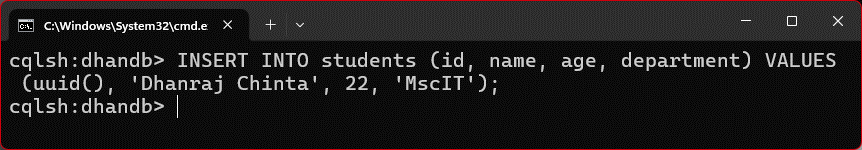 C:\Windows\System32\cmd.e
cqlsh:dhandb> INSERT INTO students (id, name, age, department) VALUES
(uuid(), 'Dhanraj Chinta', 22, 'MscIT');
cqlsh:dhandb>